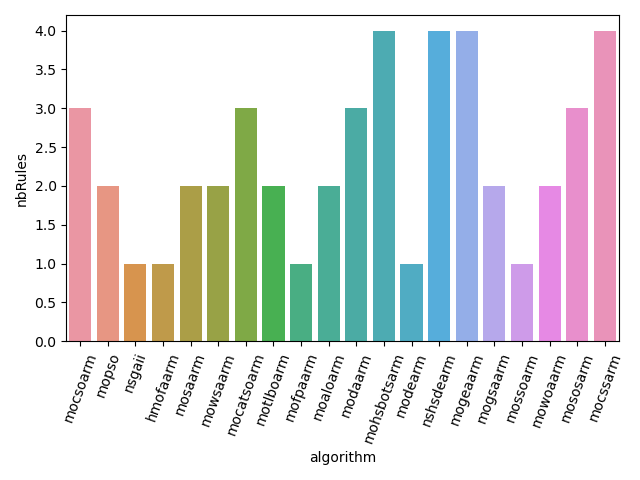 4.0
3.5
3.0
2.5
2.0
1.5
1.0
0.5
0.0
nbRules
mocsoarm
mopso
nsgaii
hmofaarm
mosaarm
mowsaarm
mocatsoarm
motlboarm
mofpaarm
moaloarm
modaarm
mohsbotsarm
modearm
nshsdearm
mogeaarm
mogsaarm
mossoarm
mowoaarm
mososarm
mocssarm
algorithm